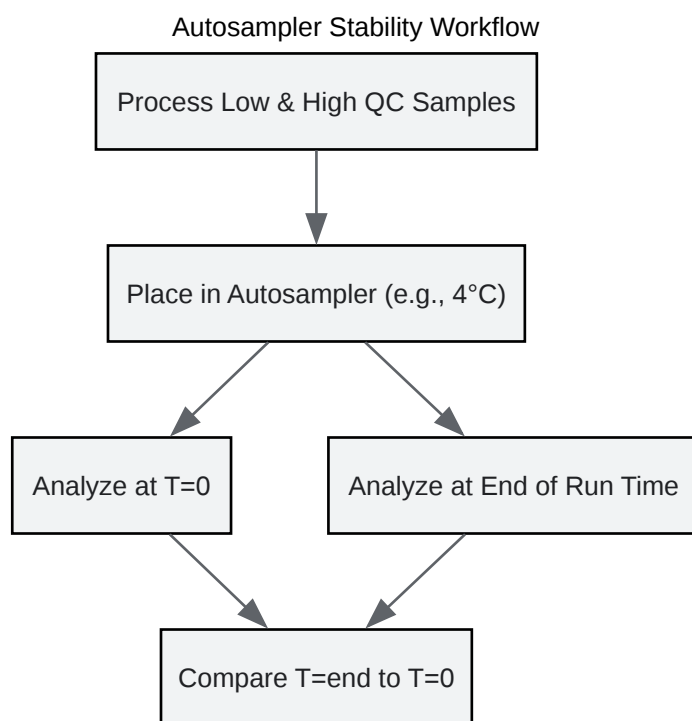 Autosampler Stability Workflow
Process Low & High QC Samples
Place in Autosampler (e.g., 4°C)
Analyze at T=0
Analyze at End of Run Time
Compare T=end to T=0